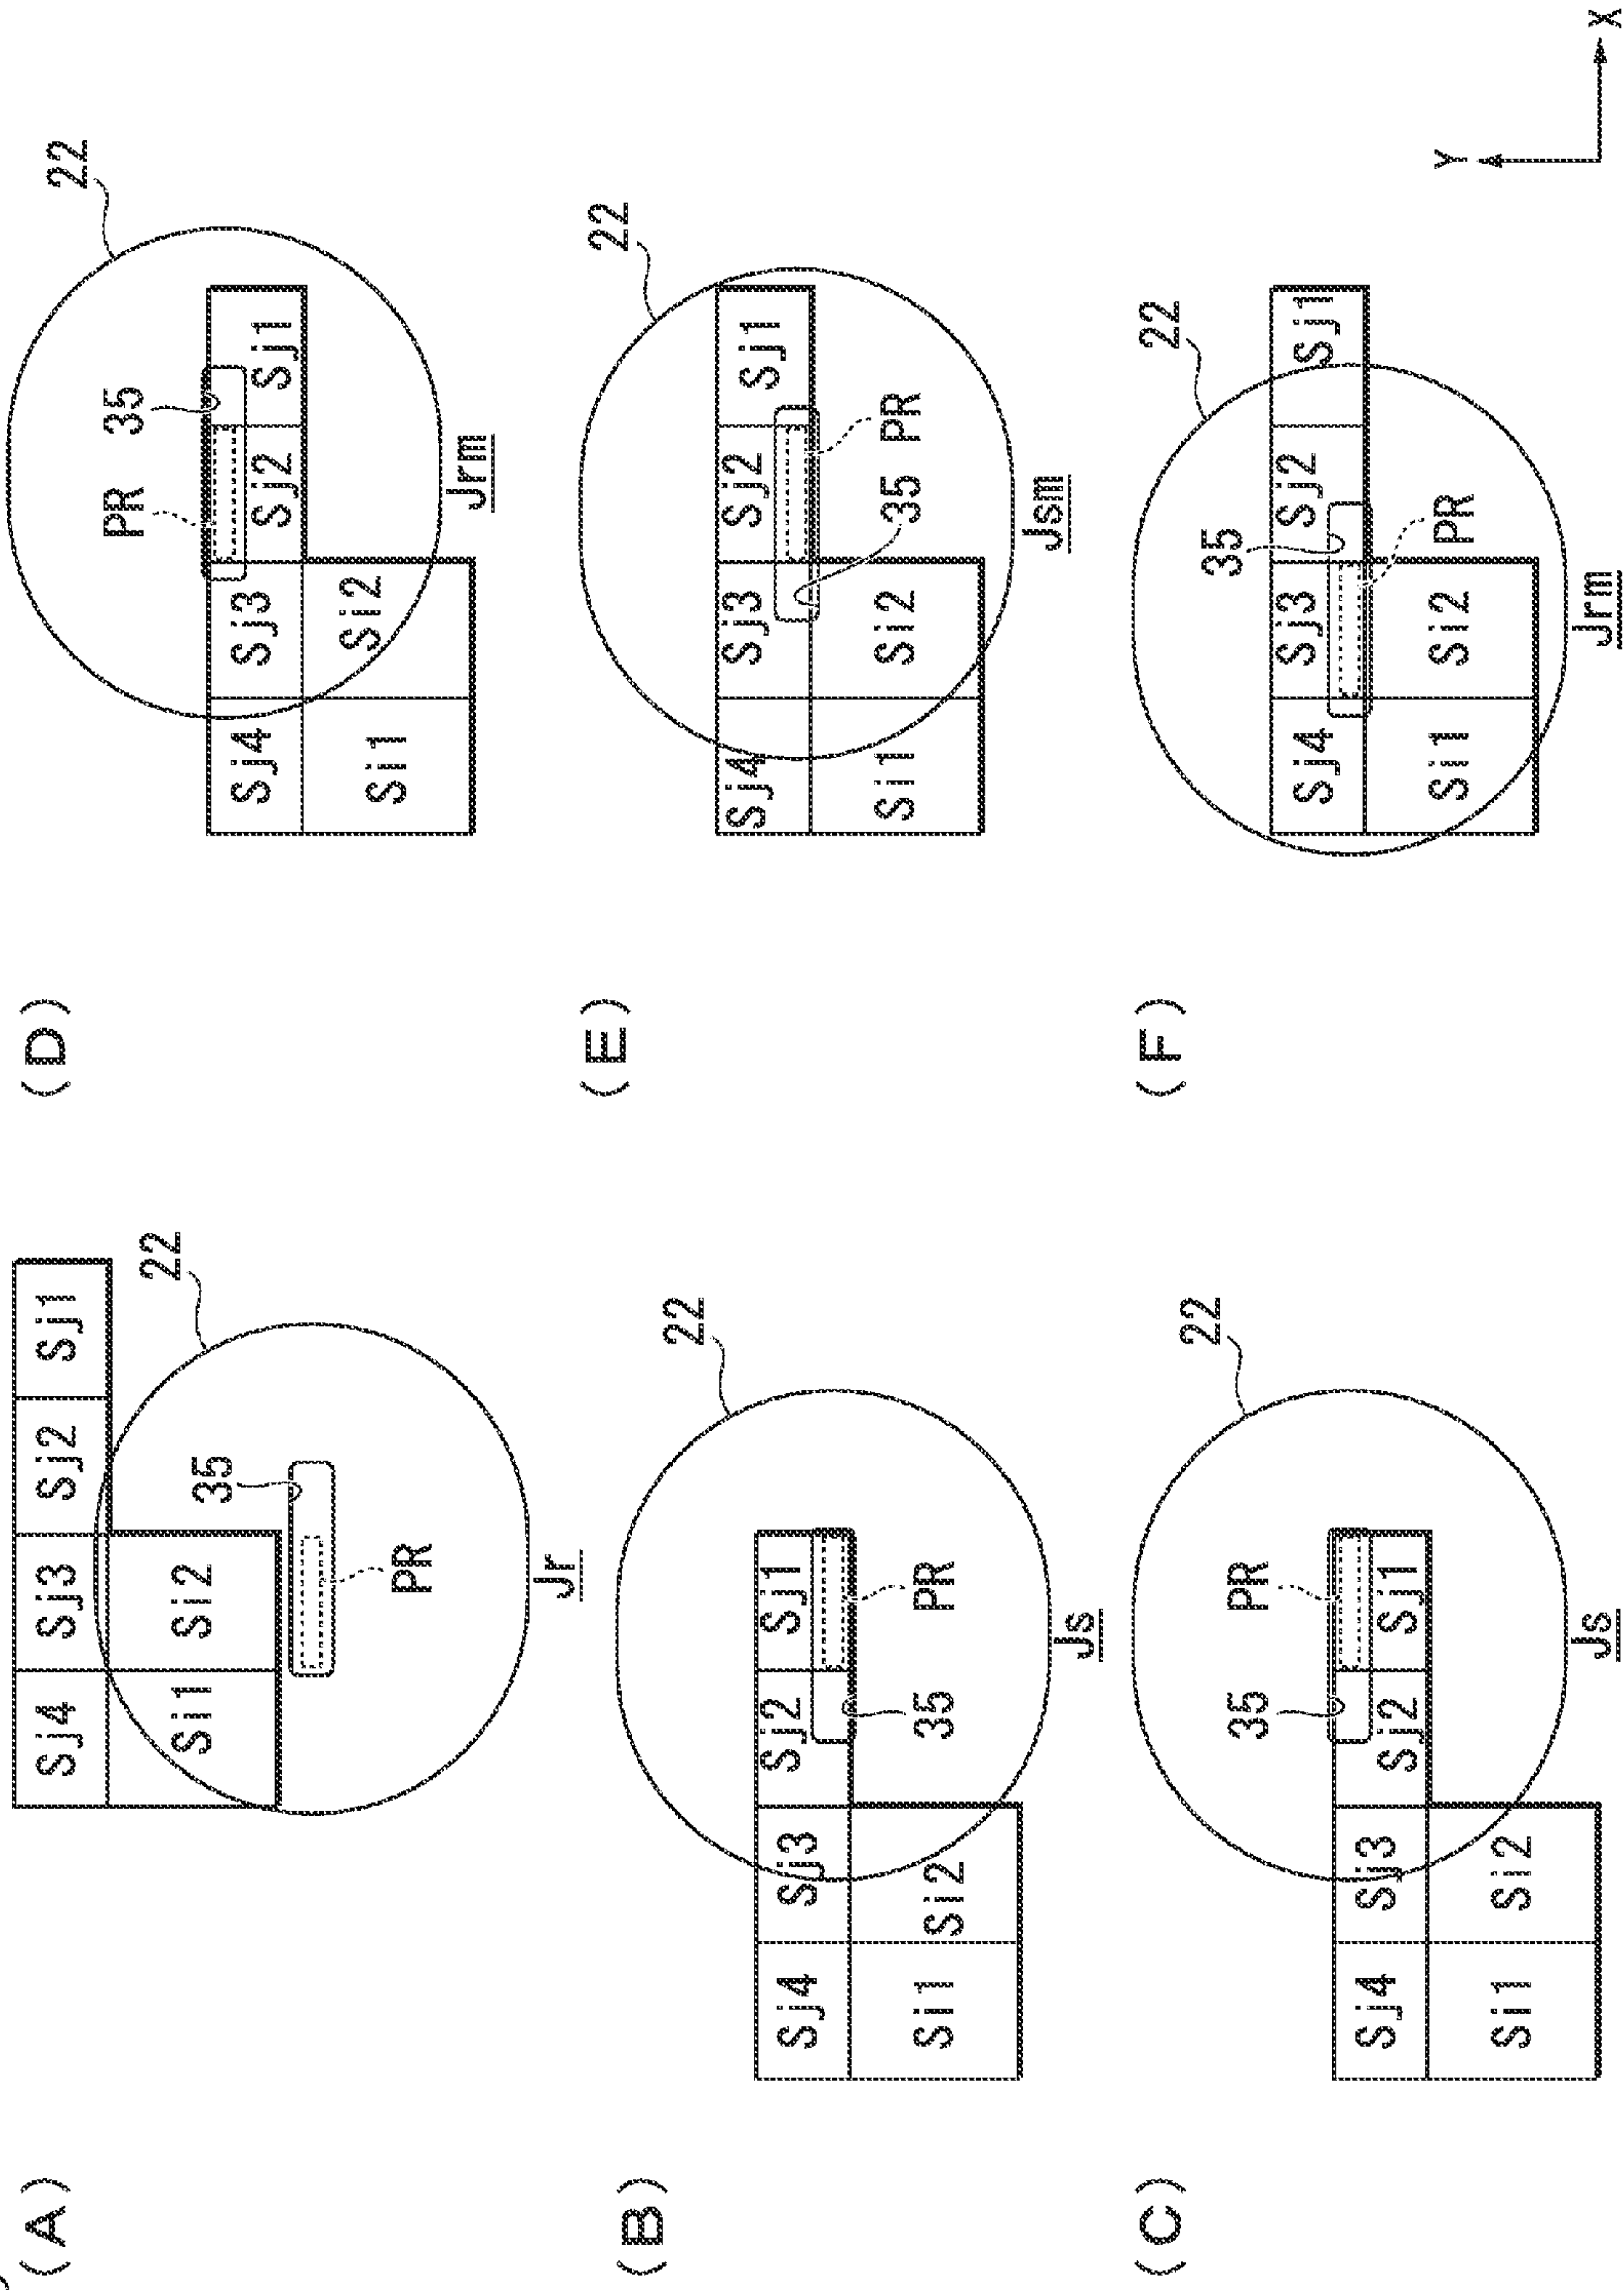 (A)
Sj4 Sj3 Sj2 Sj1
22
Si1 Si2
35
PR
Jr
(B)
22
Sj4 Sj3 Sj2 Sj1
Si1 Si2
35 PR
Js
(C)
22
35 PR
Sj4 Sj3 Sj2 Sj1
Si1 Si2
Js
(D)
22
PR 35
Sj4 Sj3 Sj2 Sj1
Si1 Si2
Jrm
(E)
22
Sj4 Sj3 Sj2 Sj1
Si1 Si2
35 PR
Jsm
(F)
22
35
Sj4 Sj3 Sj2 Sj1
Si1 Si2
PR
Jrm
Y
X